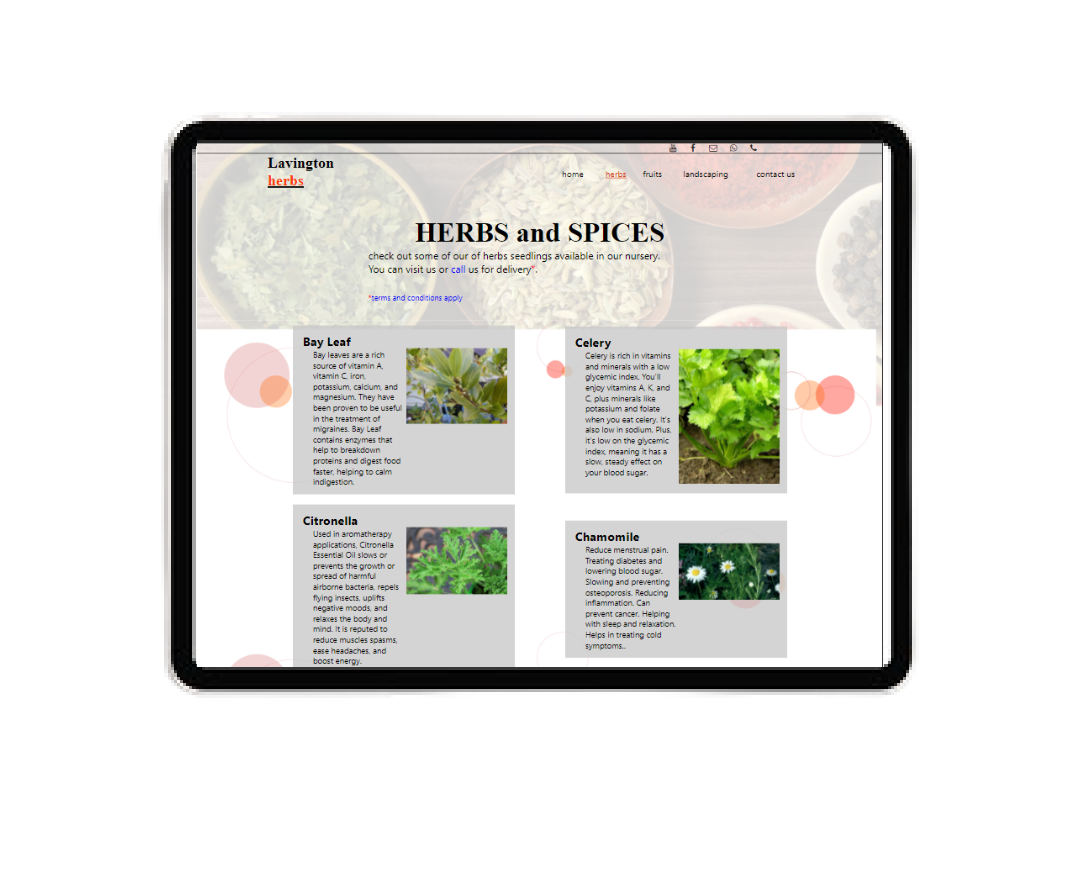 Lavington
herbs
home herbs fruits landscaping contact us
HERBS and SPICES
check out some of our of herbs seedlings available in our nursery.
You can visit us or call us for delivery*.
*terms and conditions apply
Bay Leaf
Bay leaves are a rich
source of vitamin A,
vitamin C, iron,
potassium, calcium, and
magnesium. They have
been proven to be useful
in the treatment of
migraines. Bay Leaf
contains enzymes that
help to breakdown
proteins and digest food
faster, helping to calm
indigestion.
Celery
Celery is rich in vitamins
and minerals with a low
glycemic index. You'll
enjoy vitamins A, K, and
C, plus minerals like
potassium and folate
when you eat celery. It's
also low in sodium. Plus,
it's low on the glycemic
index, meaning it has a
slow, steady effect on
your blood sugar.
Citronella
Used in aromatherapy
applications, Citronella
Essential Oil slows or
prevents the growth or
spread of harmful
airborne bacteria, repels
flying insects, uplifts
negative moods, and
relaxes the body and
mind. It is reputed to
reduce muscles spasms,
ease headaches, and
boost energy.
Chamomile
Reduce menstrual pain.
Treating diabetes and
lowering blood sugar.
Slowing and preventing
osteoporosis. Reducing
inflammation. Can
prevent cancer. Helping
with sleep and relaxation.
Helps in treating cold
symptoms..